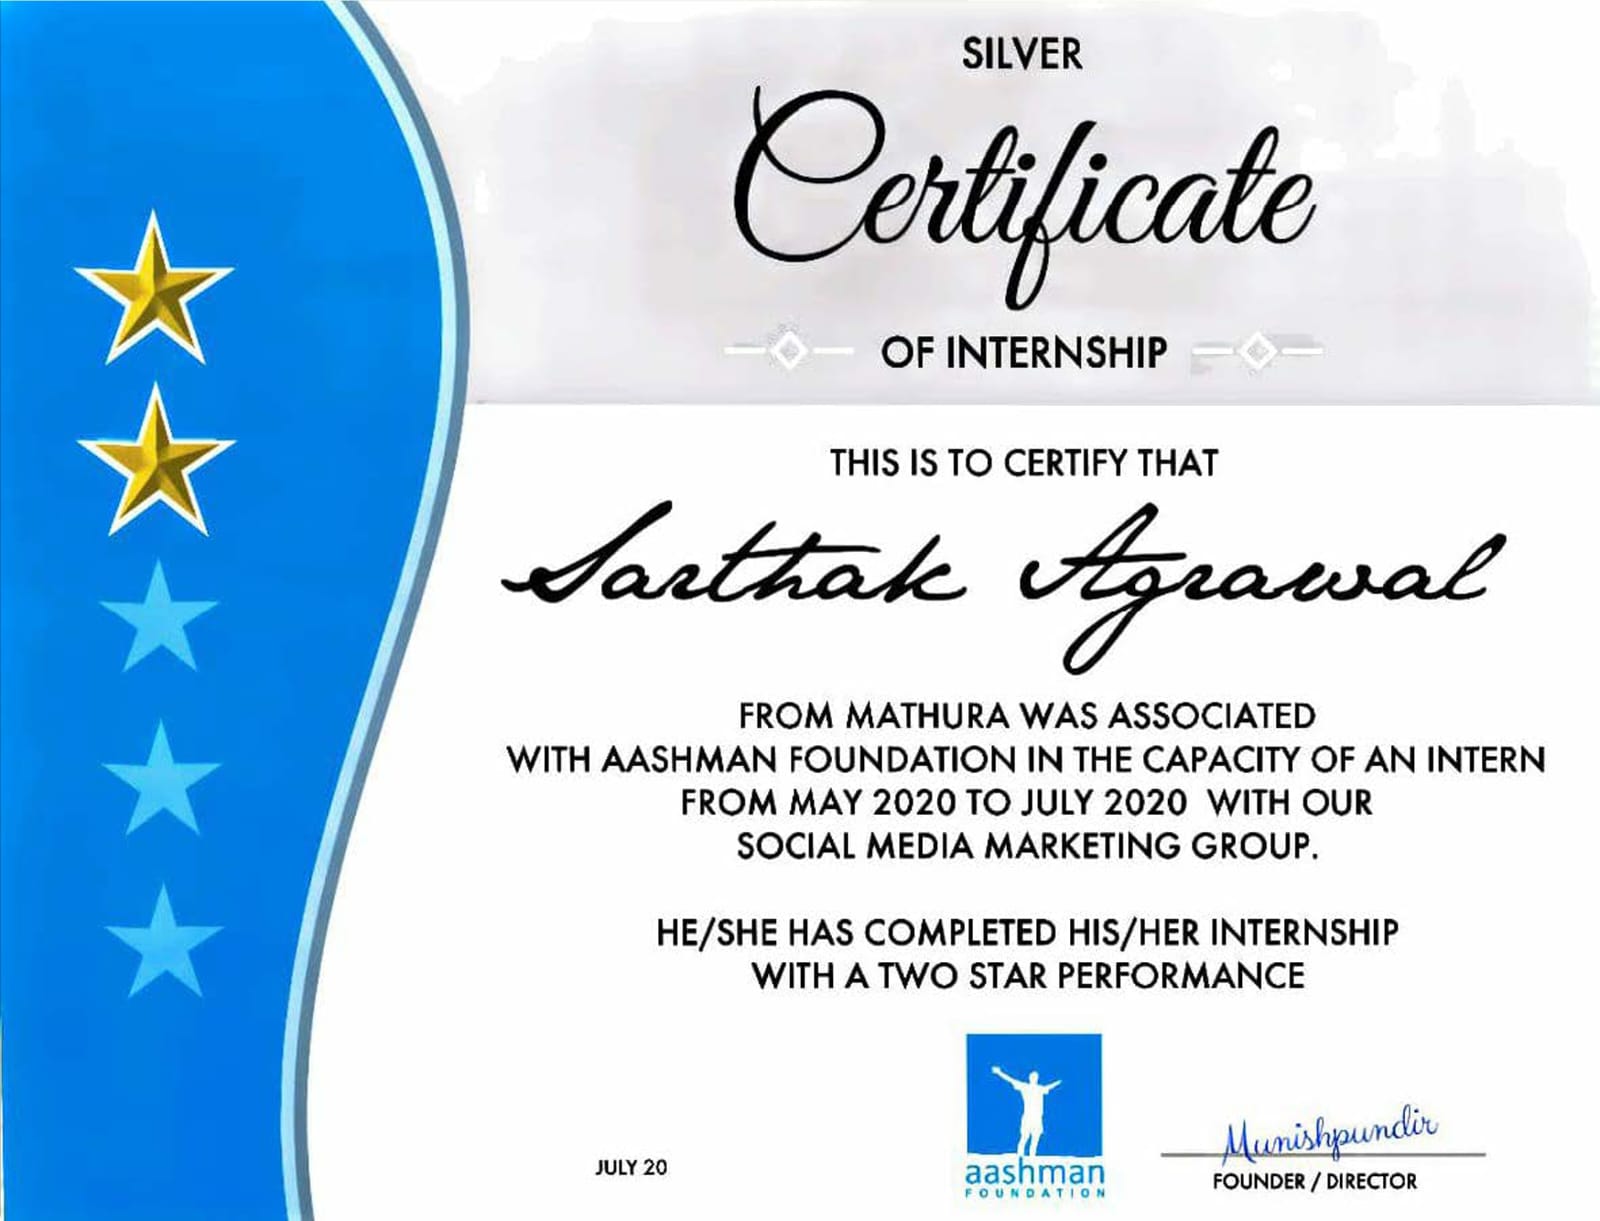 SILVER
Certificate
OF INTERNSHIP
THIS IS TO CERTIFY THAT
Sarthak Agrawal
FROM MATHURA WAS ASSOCIATED
WITH AASHMAN FOUNDATION IN THE CAPACITY OF AN INTERN
FROM MAY 2020 TO JULY 2020 WITH OUR
SOCIAL MEDIA MARKETING GROUP.
HE/SHE HAS COMPLETED HIS/HER INTERNSHIP
WITH A TWO STAR PERFORMANCE
Munishpundir
JULY 20
aashman
FOUNDATION
FOUNDER / DIRECTOR